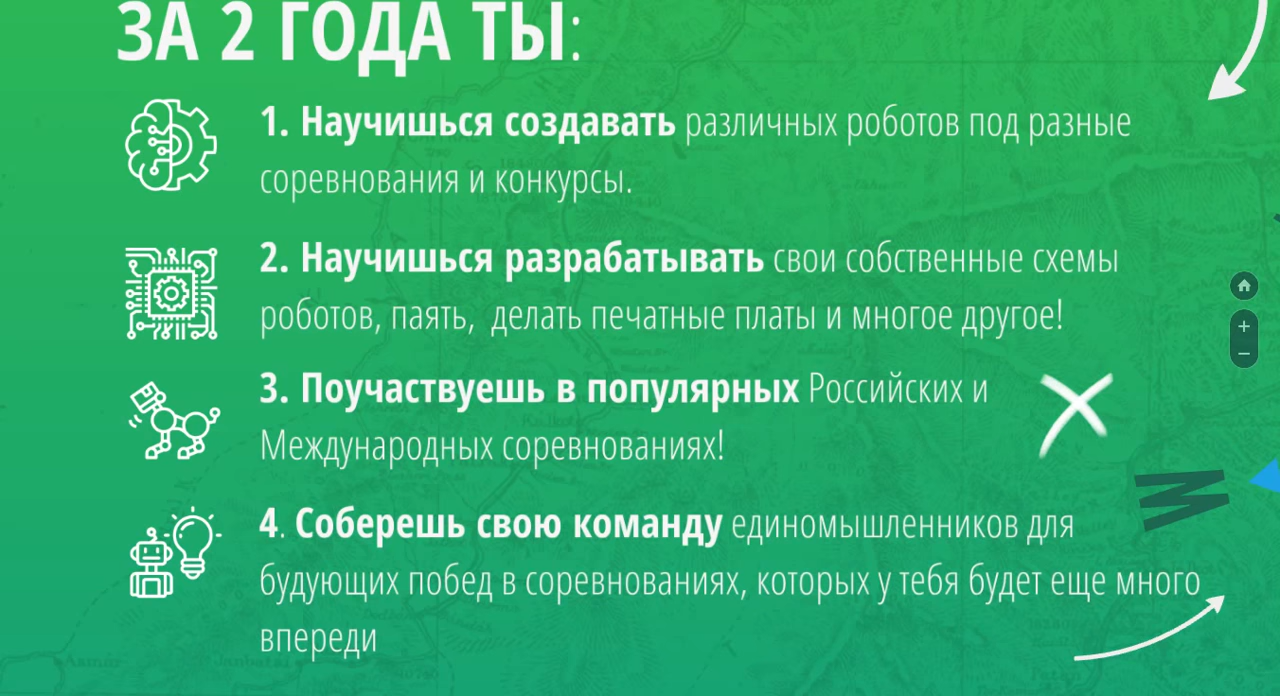 ЗА 2 ГОДА ТЫ:
1. Научишься создавать различных роботов под разные
соревнования и конкурсы.
2. Научишься разрабатывать свои собственные схемы
роботов, паять, делать печатные платы и многое другое!
3. Поучаствуешь в популярных Российских и
Международных соревнованиях!
4. Соберешь свою команду единомышленников для
будующих побед в соревнованиях, которых у тебя будет еще много
впереди